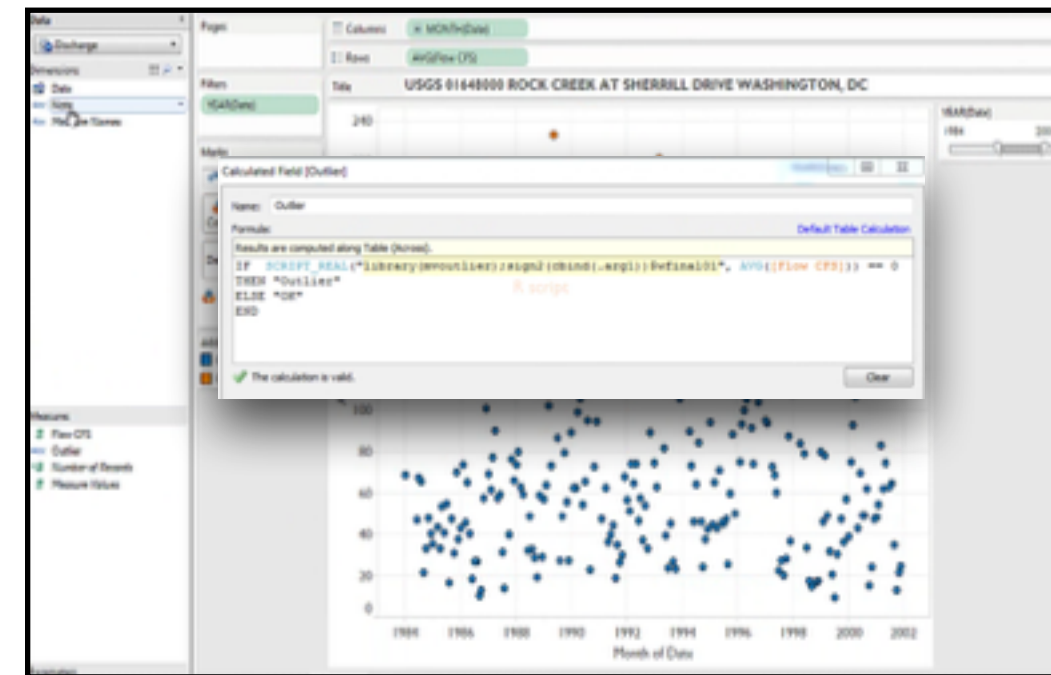 Data
Pages
Columns
MONTH(Date)
Discharge
Rows
AVG(Flow CFS)
Dimensions
Filters
Title
USGS 01648000 ROCK CREEK AT SHERRILL DRIVE WASHINGTON, DC
Date
YEAR(Date)
YEAR(Date)
Names
1984
240
Marks
Calculated Field [Outlier]
Name:
Outlier
Formula:
Default Table Calculation
Results are computed along Table (Across).
IF SCRIPT_REAL("library(mvoutlier);sign2(cbind(.arg1))$wfinal01", AVG([Flow CFS])) == 0
THEN "Outlier"
R script
ELSE "OK"
END
The calculation is valid.
Clear
Measures
Flow CFS
Outlier
Number of Records
Measure Values
100
80
60
40
20
0
1984 1986 1988 1990 1992 1994 1996 1998 2000 2002
Month of Date
Parameters